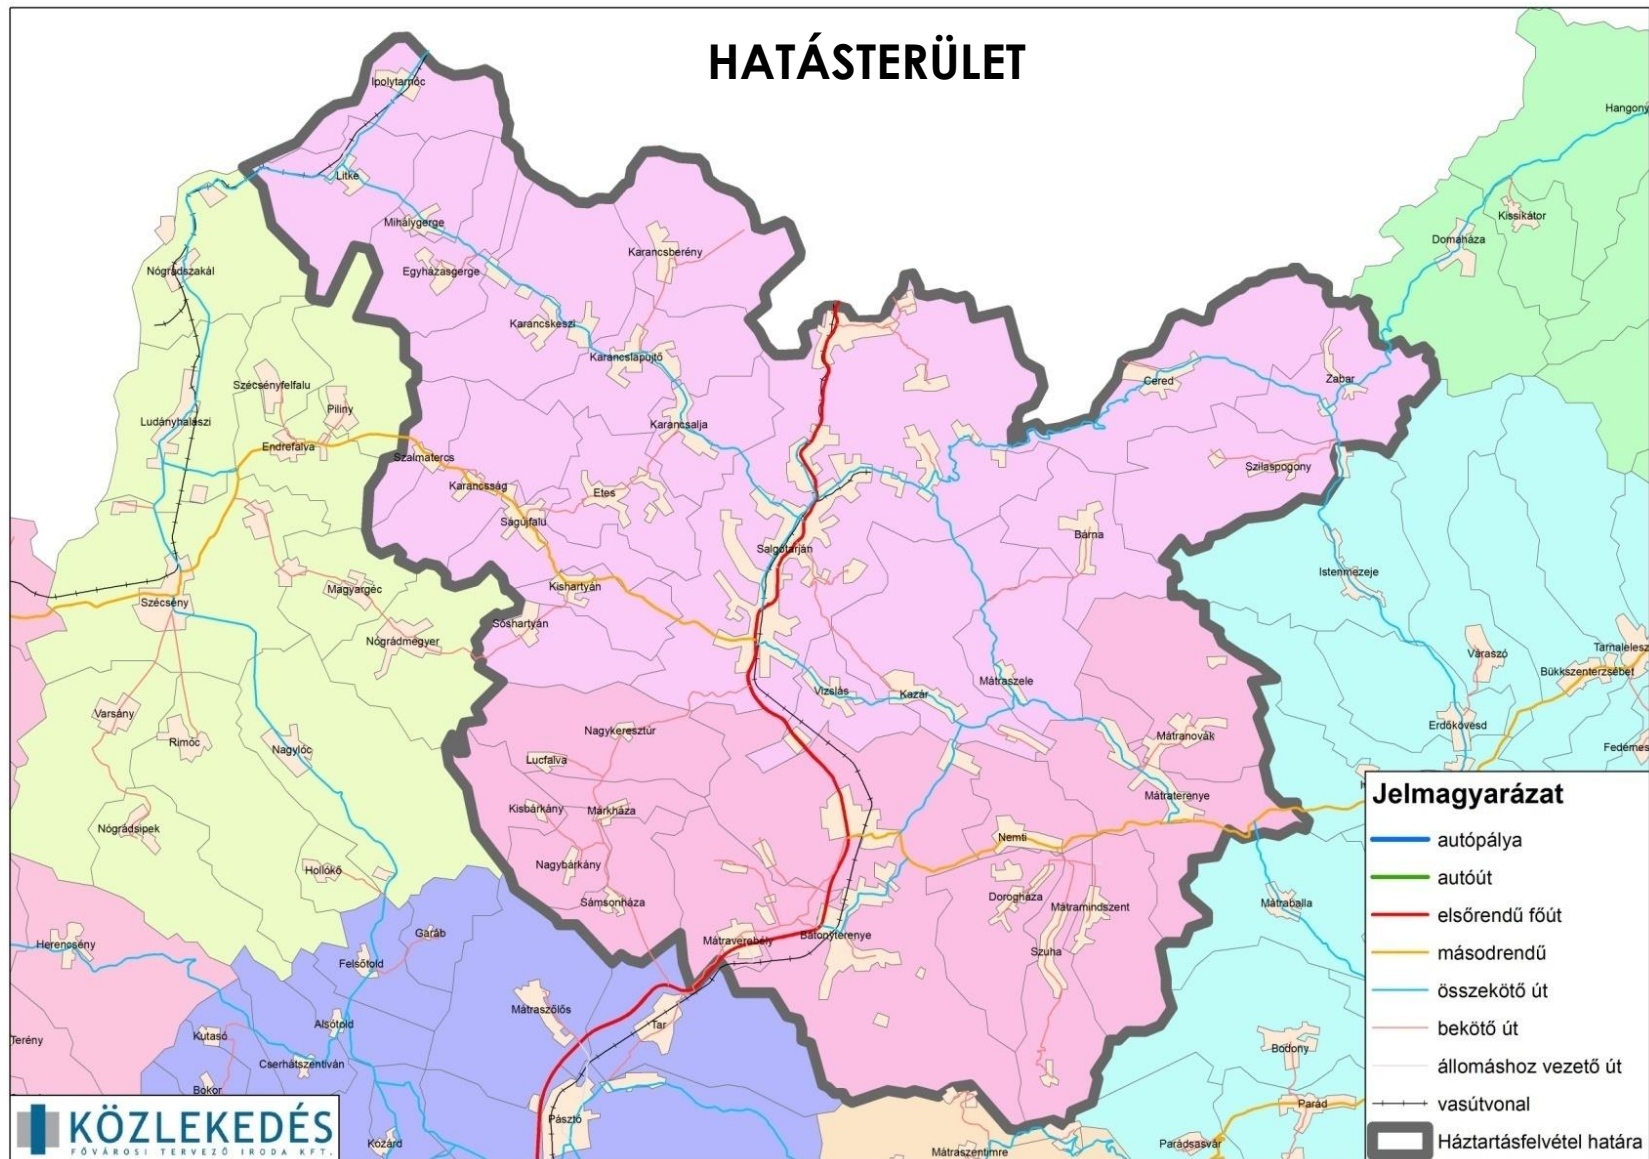 HATÁSTERÜLET
Ipolytarnóc
Hangony
Litke
Kissikátor
Mihálygerge
Domaháza
Karancsberény
Nógrádszakál
Egyházasgerge
Karancskeszi
Karancslapujtő
Szécsényfelfalu
Cered
Zabar
Piliny
Ludányhalászi
Karancsalja
Endrefalva
Szalmatercs
Szilaspogony
Karancsság
Etes
Ságújfalu
Bárna
Salgótarján
Istenmezeje
Magyargéc
Kishartyán
Szécsény
Sóshartyán
Nógrádmegyer
Váraszó
Tarnalelesz
Bükkszenterzsébet
Mátraszele
Vizslás
Kazár
Varsány
Erdőkövesd
Nagykeresztúr
Mátranovák
Rimóc
Nagylóc
Fedémes
Lucfalva
Mátraterenye
Kisbárkány
Márkháza
Nógrádsipek
Nemti
Nagybárkány
Hollókő
Dorogháza
Mátramindszent
Sámsonháza
Mátraballa
Garáb
Bátonyterenye
Herencsény
Mátraverebély
Szuha
Felsőtold
Mátraszőlős
Alsótold
Tar
Kutasó
Terény
Bodony
Cserhátszentiván
Bokor
Parád
Pásztó
Kozárd
Parádsasvár
Mátraszentimre
Jelmagyarázat
autópálya
autóút
elsőrendű főút
másodrendű
összekötő út
bekötő út
állomáshoz vezető út
vasútvonal
Háztartásfelvétel határa
KÖZLEKEDÉS
FŐVÁROSI TERVEZŐ IRODA KFT.